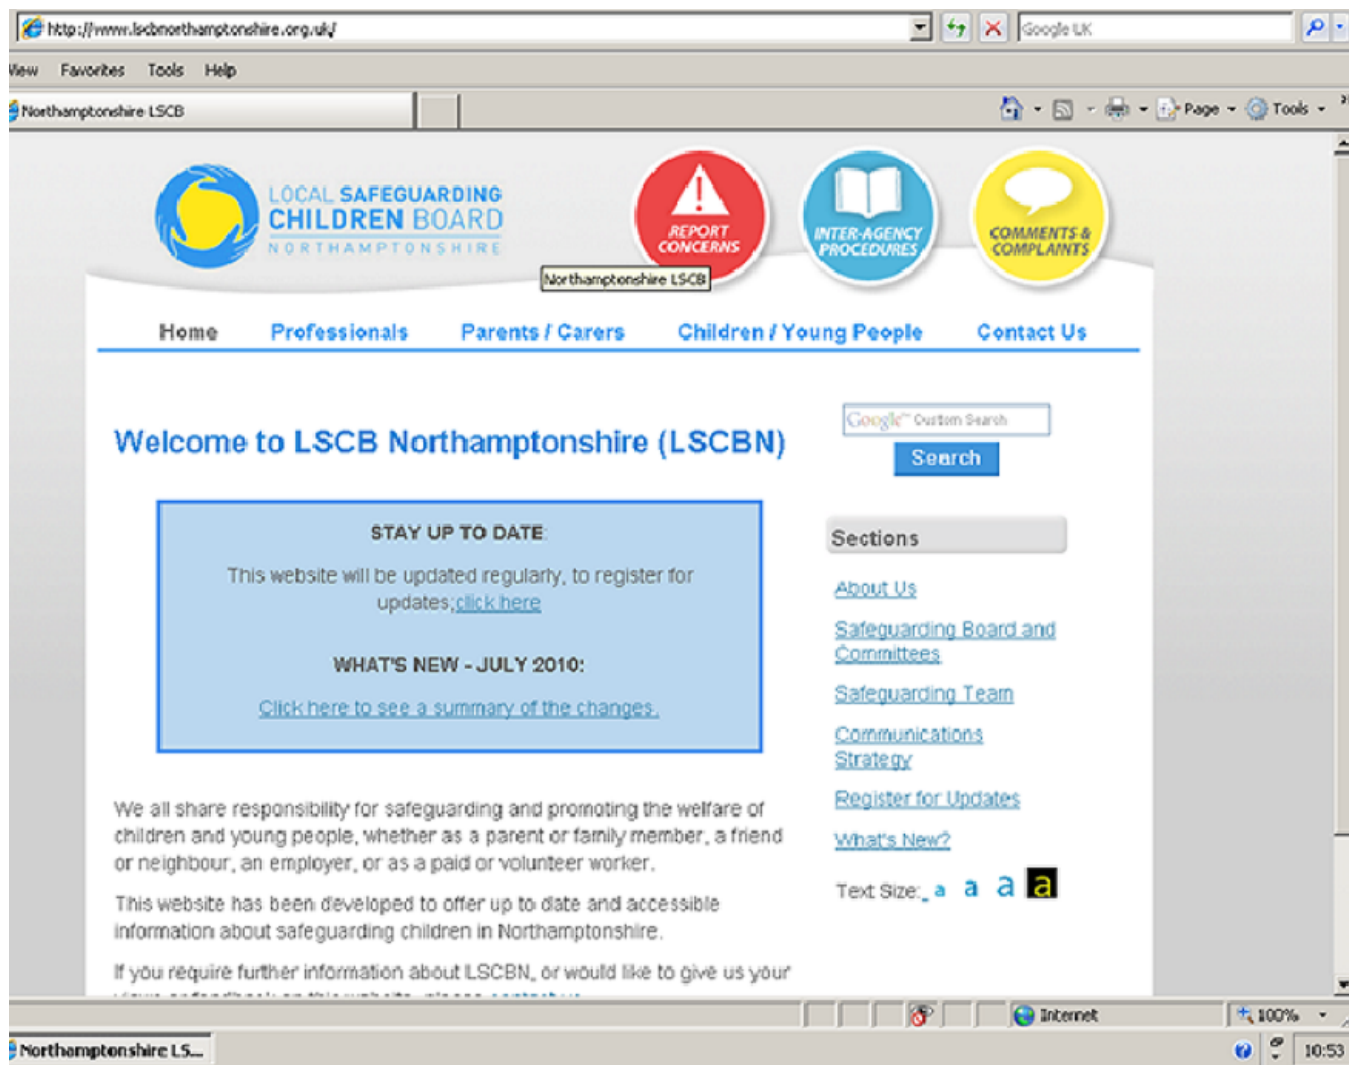 http://www.lscbnorthamptonshire.org.uk/
Google UK
View Favorites Tools Help
Northamptonshire LSCB
Page Tools
LOCAL SAFEGUARDING
CHILDREN BOARD
NORTHAMPTONSHIRE
REPORT
CONCERNS
INTER-AGENCY
PROCEDURES
COMMENTS &
COMPLAINTS
Northamptonshire LSCB
Home Professionals Parents / Carers Children / Young People Contact Us
Google™ Custom Search
Search
Welcome to LSCB Northamptonshire (LSCBN)
STAY UP TO DATE:
This website will be updated regularly, to register for
updates;click here
WHAT'S NEW - JULY 2010:
Click here to see a summary of the changes.
We all share responsibility for safeguarding and promoting the welfare of
children and young people, whether as a parent or family member, a friend
or neighbour, an employer, or as a paid or volunteer worker.
This website has been developed to offer up to date and accessible
information about safeguarding children in Northamptonshire.
If you require further information about LSCBN, or would like to give us your
Sections
About Us
Safeguarding Board and
Committees
Safeguarding Team
Communications
Strategy
Register for Updates
What's New?
Text Size: a a a a
Internet
100%
Northamptonshire LS...
10:53